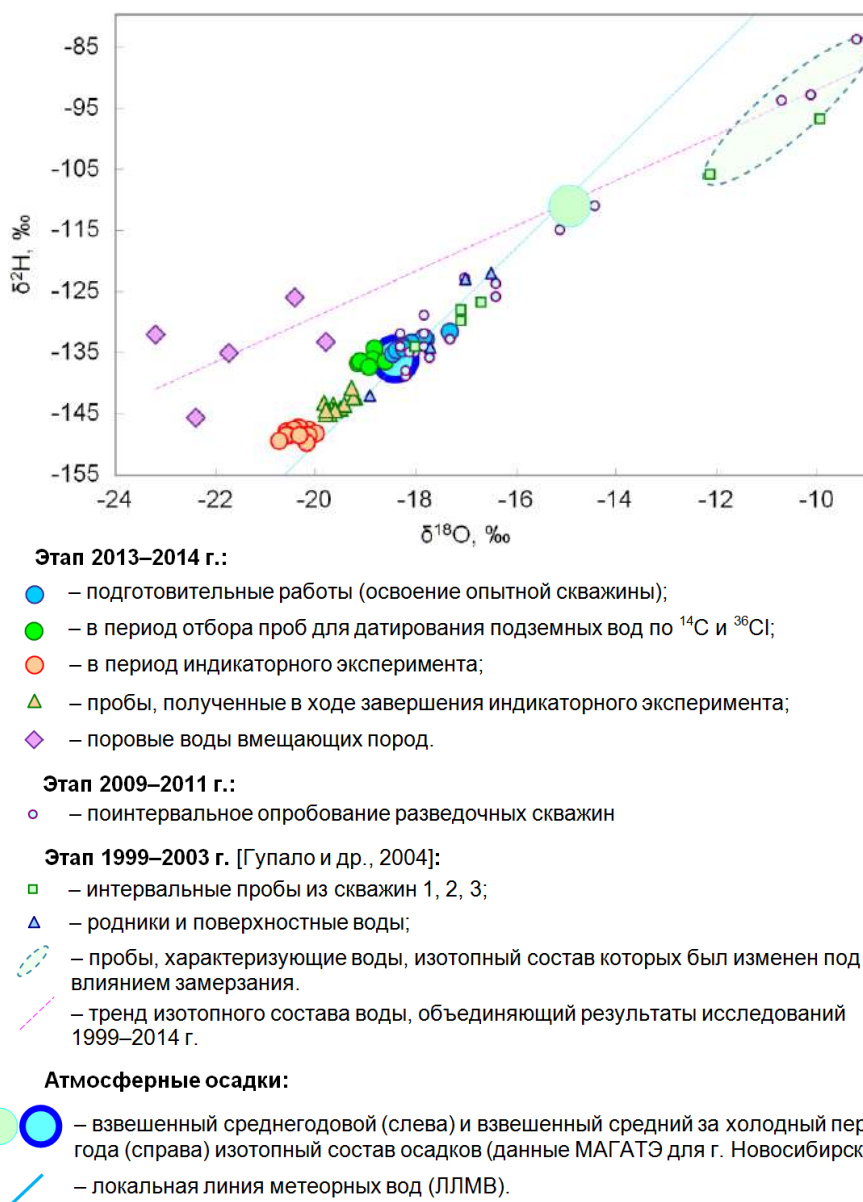 -85
-95
-105
-115
-125
-135
-145
-155
δ²H, ‰
-24
-22
-20
-18
-16
-14
-12
-10
δ¹⁸O, ‰
Этап 2013–2014 г.:
– подготовительные работы (освоение опытной скважины);
– в период отбора проб для датирования подземных вод по ¹⁴C и ³⁶Cl;
– в период индикаторного эксперимента;
– пробы, полученные в ходе завершения индикаторного эксперимента;
– поровые воды вмещающих пород.
Этап 2009–2011 г.:
– поинтервальное опробование разведочных скважин
Этап 1999–2003 г. [Гупало и др., 2004]:
– интервальные пробы из скважин 1, 2, 3;
– родники и поверхностные воды;
– пробы, характеризующие воды, изотопный состав которых был изменен под
влиянием замерзания.
– тренд изотопного состава воды, объединяющий результаты исследований
1999–2014 г.
Атмосферные осадки:
– взвешенный среднегодовой (слева) и взвешенный средний за холодный пер
года (справа) изотопный состав осадков (данные МАГАТЭ для г. Новосибирск
– локальная линия метеорных вод (ЛЛМВ).